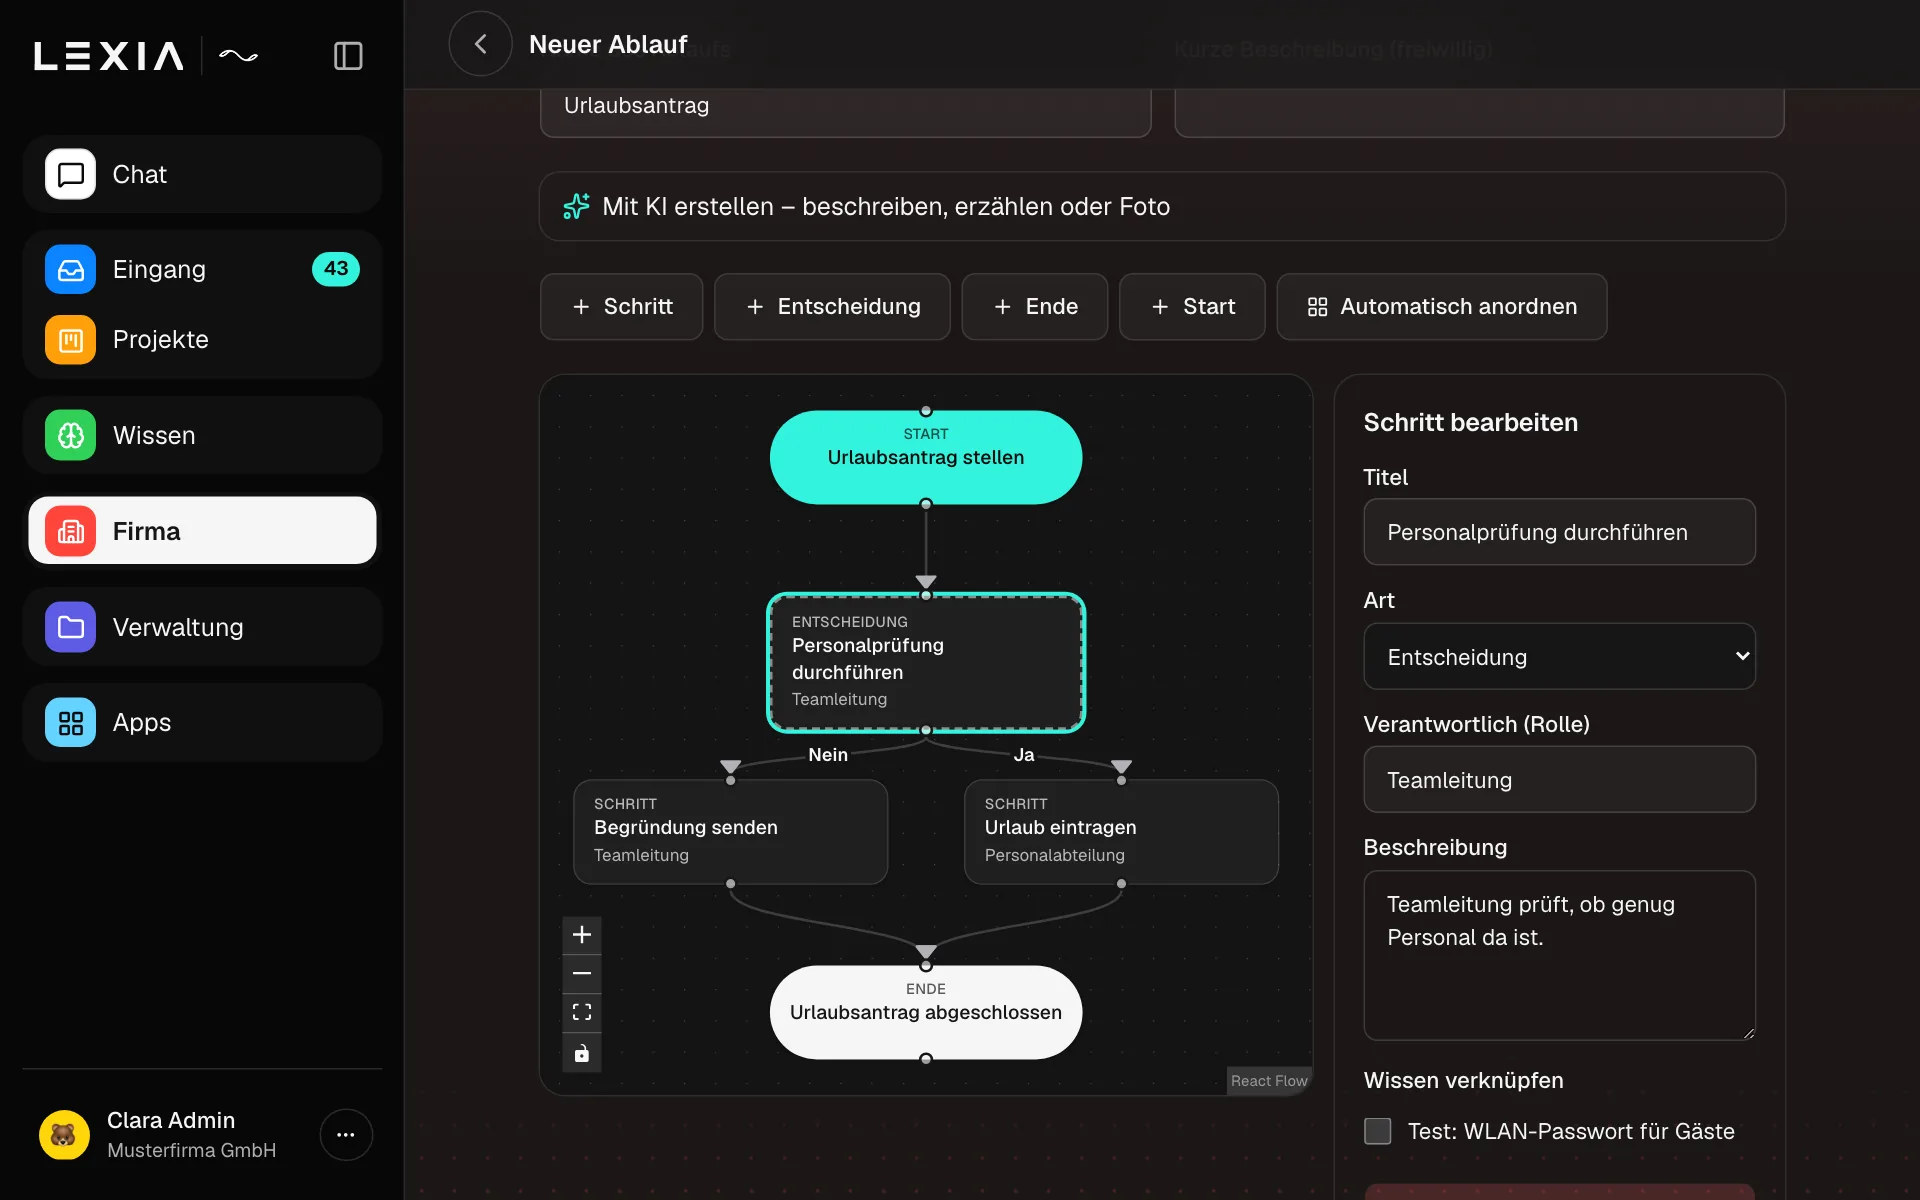 LEXIA
Chat
Eingang
43
Projekte
Wissen
Firma
Verwaltung
Apps
Clara Admin
Musterfirma GmbH
Neuer Ablauf
Kurze Beschreibung (freiwillig)
Urlaubsantrag
Mit KI erstellen – beschreiben, erzählen oder Foto
Schritt
Entscheidung
Ende
Start
Automatisch anordnen
START
Urlaubsantrag stellen
ENTSCHEIDUNG
Personalprüfung
durchführen
Teamleitung
Nein
Ja
SCHRITT
Begründung senden
Teamleitung
SCHRITT
Urlaub eintragen
Personalabteilung
ENDE
Urlaubsantrag abgeschlossen
React Flow
Schritt bearbeiten
Titel
Personalprüfung durchführen
Art
Entscheidung
Verantwortlich (Rolle)
Teamleitung
Beschreibung
Teamleitung prüft, ob genug
Personal da ist.
Wissen verknüpfen
Test: WLAN-Passwort für Gäste